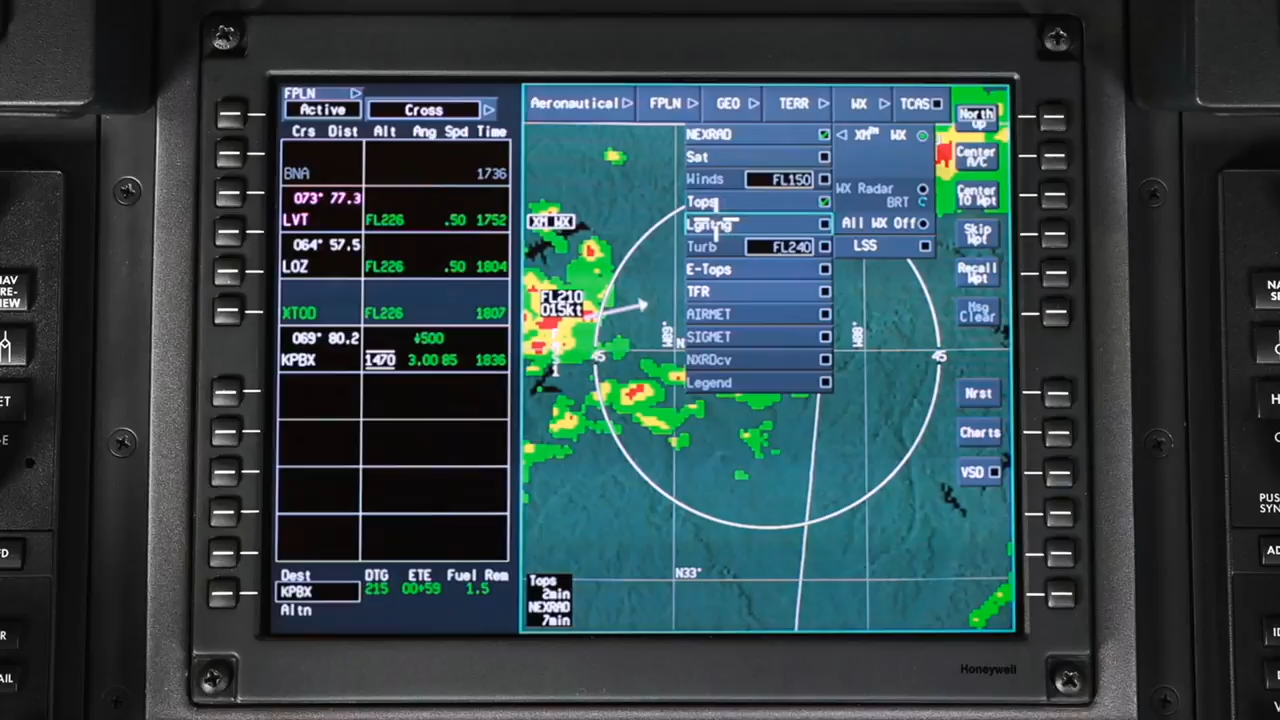 FPLN
Active Cross
Crs Dist Alt Ang Spd Time
BNA 1736
073° 77.3
LVT FL226 .50 1752
064° 57.5
LOZ FL226 .50 1804
XTOD FL226 1807
069° 80.2 +500
KPBX 1470 3.00 85 1836
Dest DTG ETE Fuel Rem
KPBX 215 00+59 1.5
Altn
Aeronautical FPLN GEO TERR WX TCAS
NEXRAD
Sat
Winds FL150
Tops
Lgntng
Turb FL240
E-Tops
TFR
AIRMET
SIGMET
NXRDcv
Legend
XM™ WX
WX Radar
BRT
All WX Off
LSS
North Up
Center A/C
Center TO Wpt
Skip Wpt
Recall Wpt
Msg Clear
Nrst
Charts
VSD
XM WX
FL210
015kt
W89° N W88°
45 45
N33°
Tops
2min
NEXRAD
7min
Honeywell